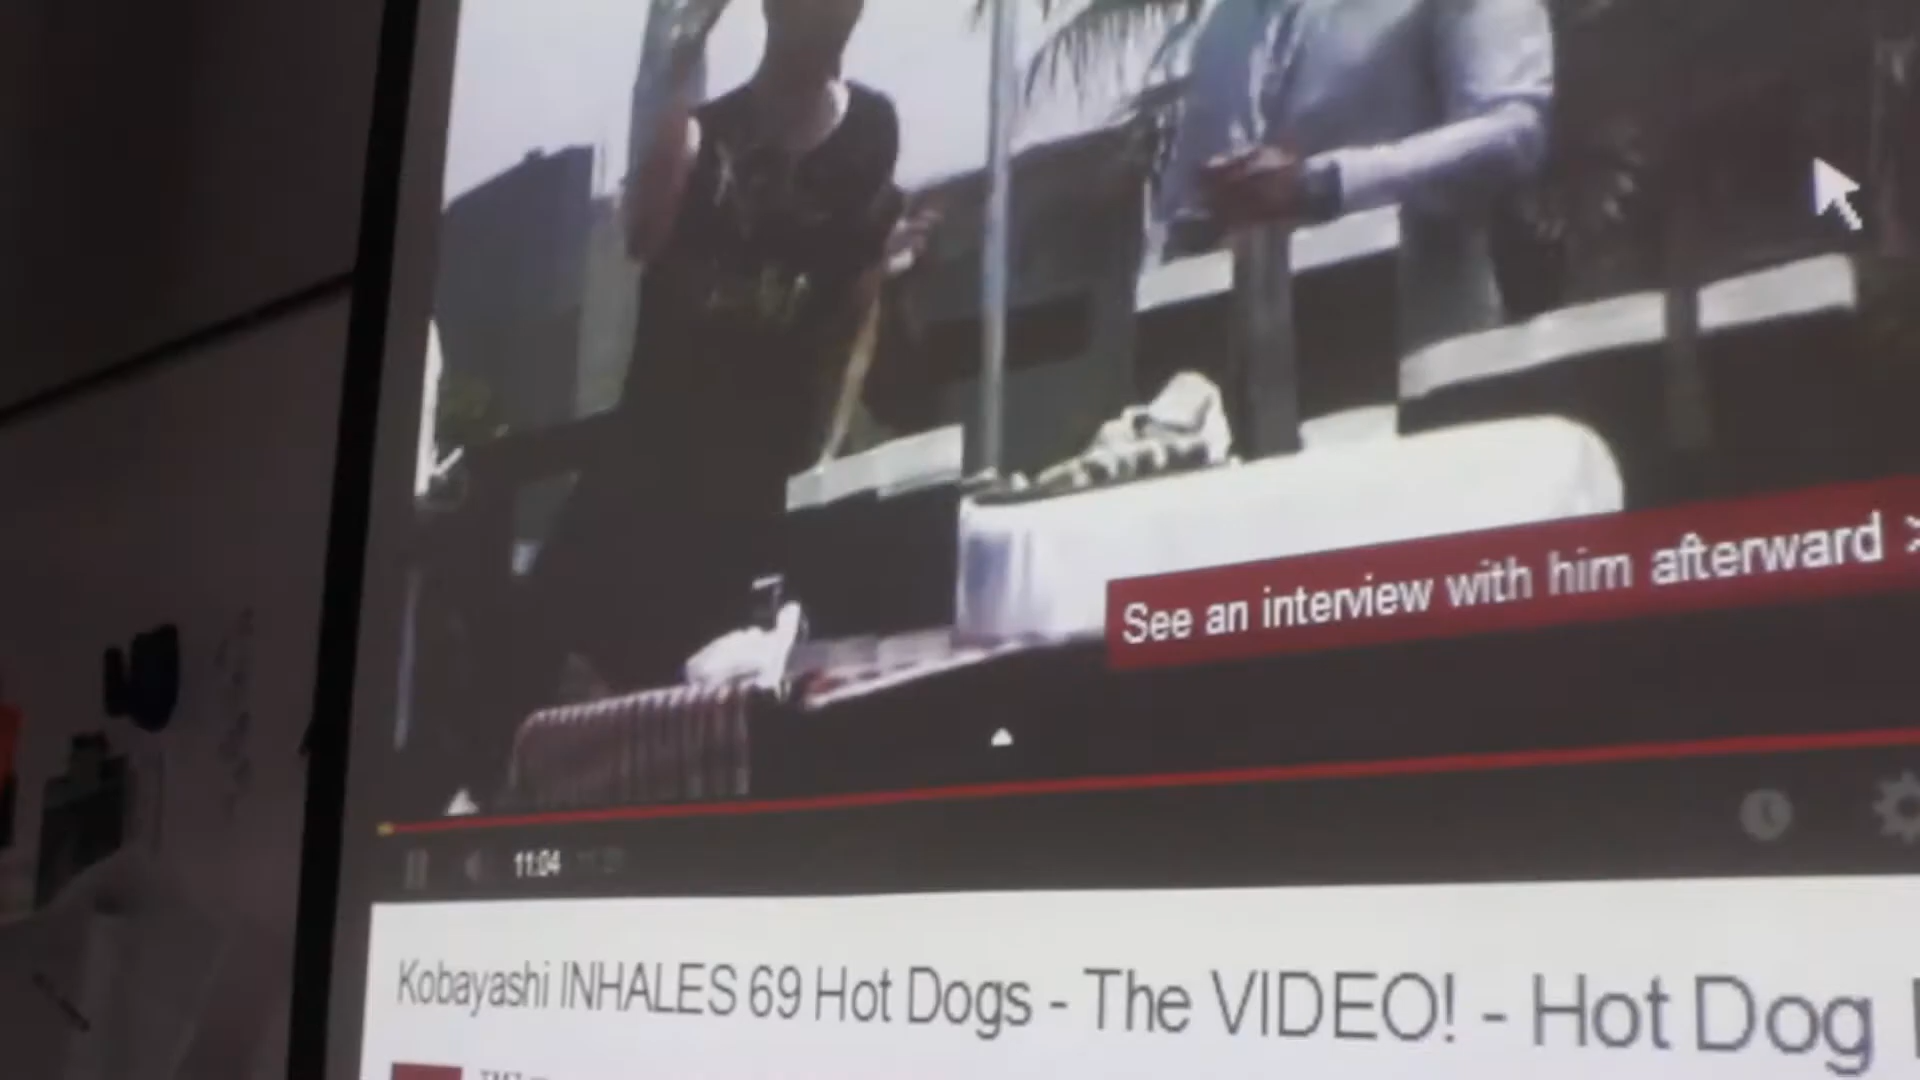 See an interview with him afterward >
11:04
Kobayashi INHALES 69 Hot Dogs - The VIDEO! - Hot Dog